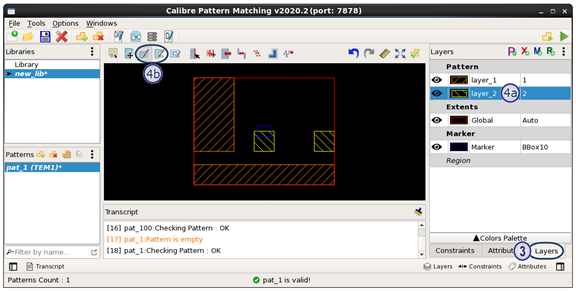 Calibre Pattern Matching v2020.2 (port: 7878)
File Tools Options Windows
Libraries
Library
new_lib*
Patterns
pat_1 (TEM1)*
Filter by name...
4b
Layers
P X M R
Pattern
layer_1 1
layer_2 4a 2
Extents
Global Auto
Marker
Marker BBox10
Region
Colors Palette
Constraints Attribut 3 Layers
Transcript
[16] pat_100:Checking Pattern : OK
[17] pat_1:Pattern is empty
[18] pat_1:Checking Pattern : OK
Transcript
Layers Constraints Attributes
Patterns Count : 1
pat_1 is valid!